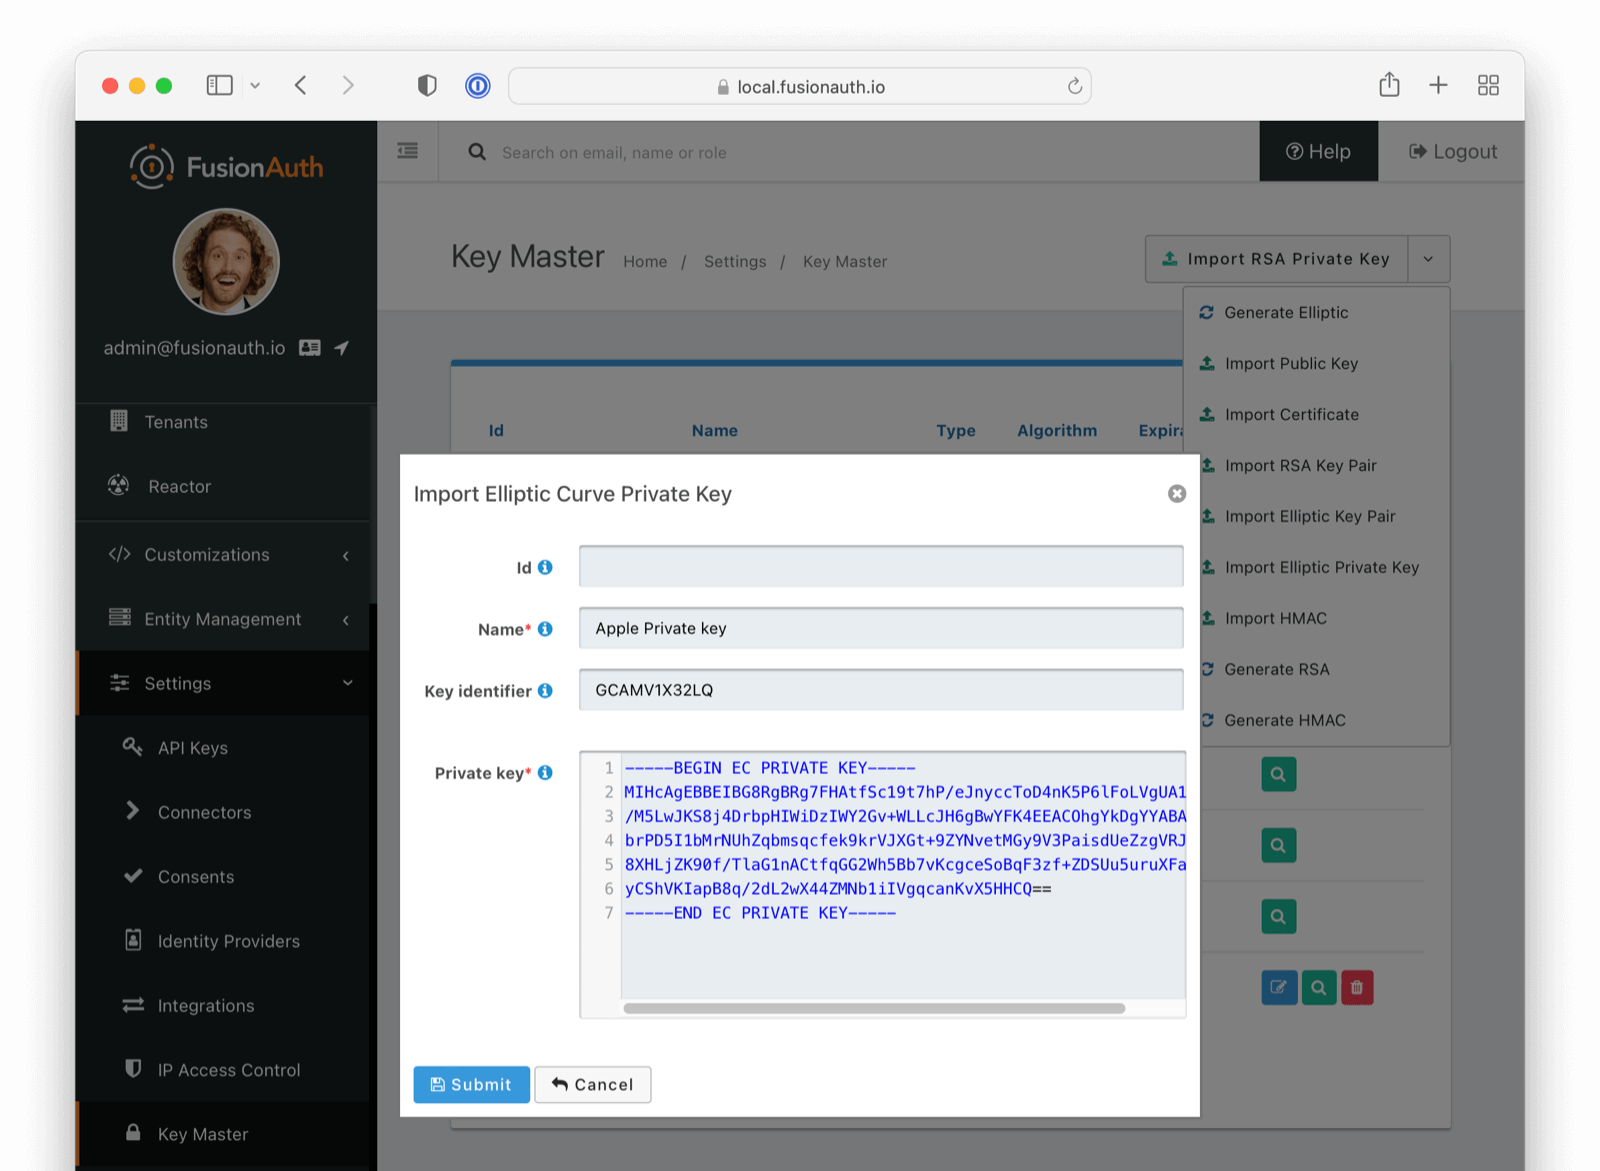 local.fusionauth.io
FusionAuth
Search on email, name or role
Help
Logout
admin@fusionauth.io
Key Master
Home / Settings / Key Master
Import RSA Private Key
Generate Elliptic
Import Public Key
Import Certificate
Import RSA Key Pair
Import Elliptic Key Pair
Import Elliptic Private Key
Import HMAC
Generate RSA
Generate HMAC
Tenants
Reactor
Customizations
Entity Management
Settings
API Keys
Connectors
Consents
Identity Providers
Integrations
IP Access Control
Key Master
Id Name Type Algorithm Expira
Import Elliptic Curve Private Key
Id
Name* Apple Private key
Key identifier GCAMV1X32LQ
Private key*
1 -----BEGIN EC PRIVATE KEY-----
2 MIHcAgEBBEIBG8RgBRg7FHAtfSc19t7hP/eJnyccToD4nK5P6lFoLVgUA1
3 /M5LwJKS8j4DrbpHIWiDzIWY2Gv+WLLcJH6gBwYFK4EEACOhgYkDgYYABA
4 brPD5I1bMrNUhZqbmsqcfek9krVJXGt+9ZYNvetMGy9V3PaisdUeZzgVRJ
5 8XHLjZK90f/TlaG1nACtfqGG2Wh5Bb7vKcgceSoBqF3zf+ZDSUu5uruXFa
6 yCShVKIapB8q/2dL2wX44ZMNb1iIVgqcanKvX5HHCQ==
7 -----END EC PRIVATE KEY-----
Submit
Cancel